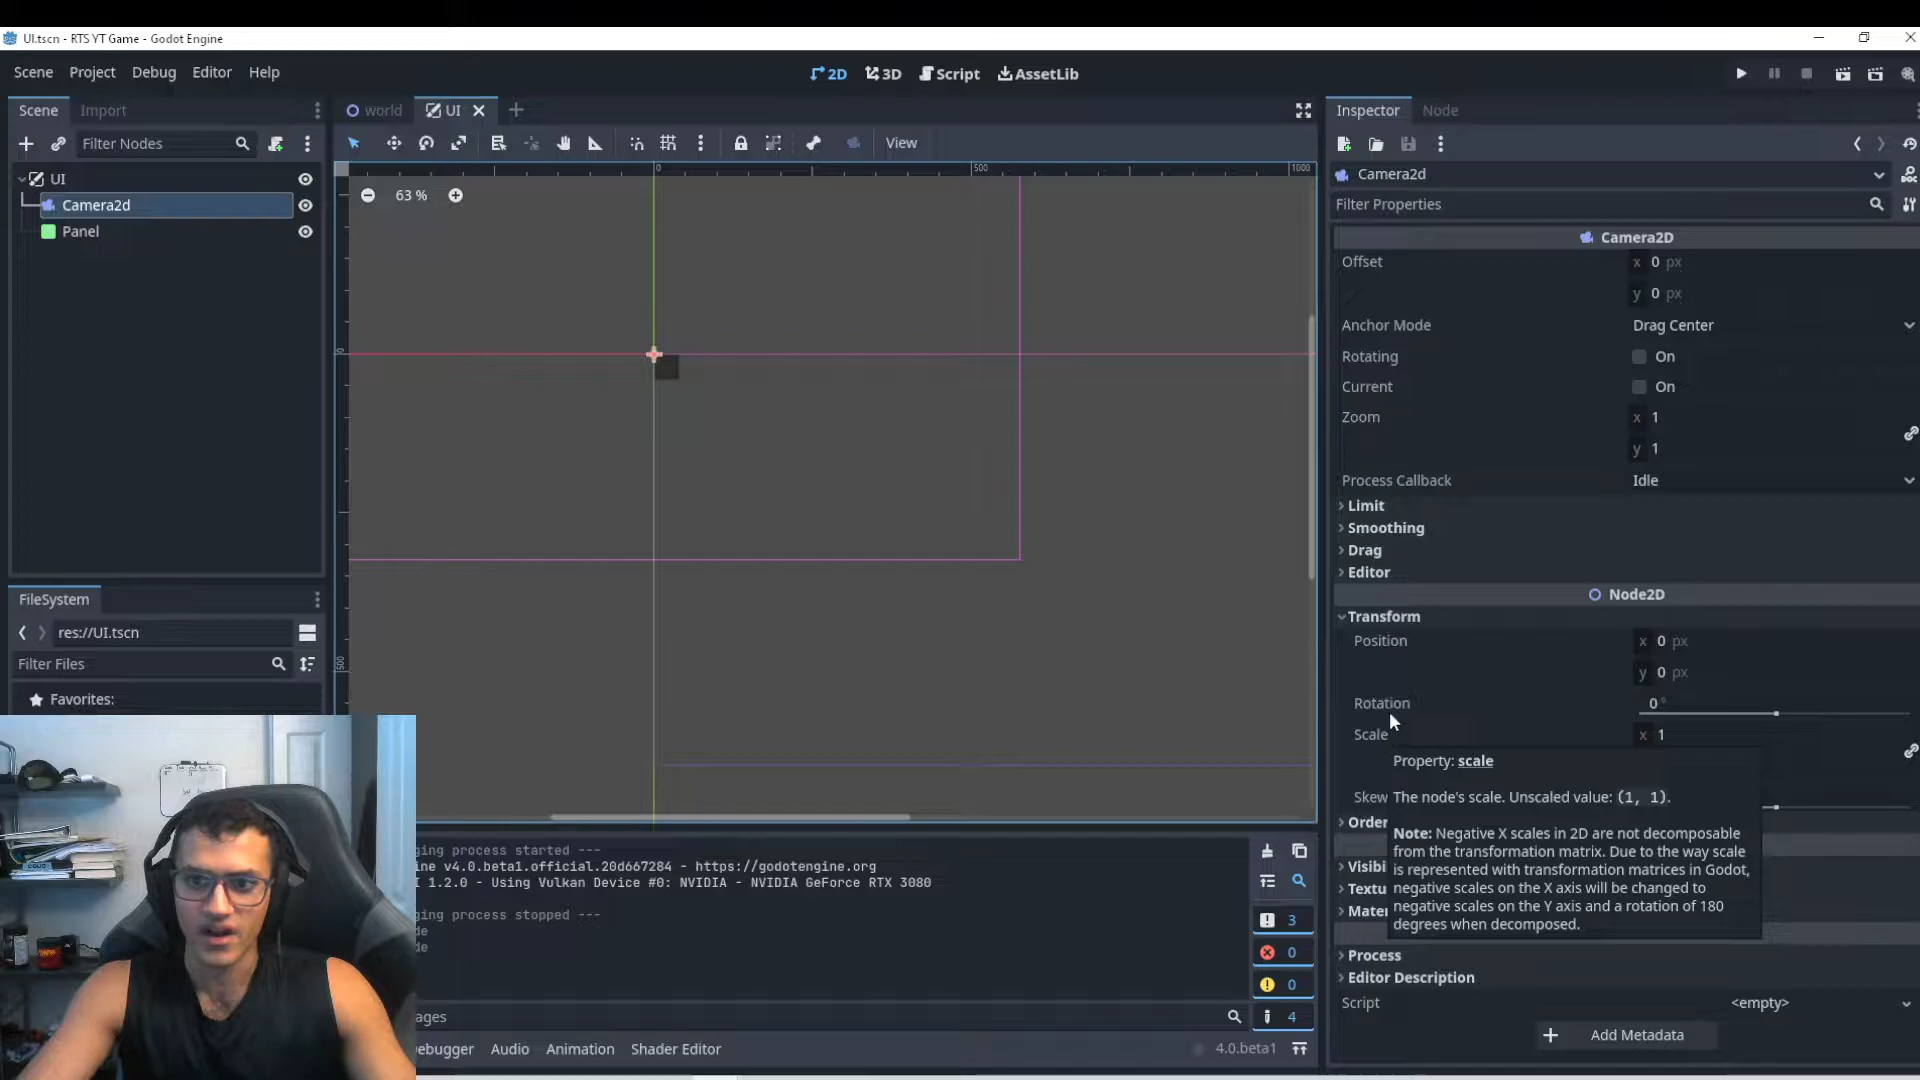 UI.tscn - RTS YT Game - Godot Engine
Scene Project Debug Editor Help
2D 3D Script AssetLib
Scene Import
world UI
Inspector Node
Filter Nodes
View
Camera2d
Filter Properties
UI
Camera2d
Panel
0 500 1000
63 %
0
500
Camera2D
Offset x 0 px
y 0 px
Anchor Mode Drag Center
Rotating On
Current On
Zoom x 1
y 1
Process Callback Idle
Limit
Smoothing
Drag
Editor
Node2D
Transform
Position x 0 px
y 0 px
Rotation 0 °
Scale x 1
Property: scale
Skew
The node's scale. Unscaled value: (1, 1).
Order
Note: Negative X scales in 2D are not decomposable
from the transformation matrix. Due to the way scale
is represented with transformation matrices in Godot,
negative scales on the X axis will be changed to
negative scales on the Y axis and a rotation of 180
degrees when decomposed.
Visibi
Textu
Mater
Process
Editor Description
Script <empty>
Add Metadata
FileSystem
res://UI.tscn
Filter Files
Favorites:
ging process started ---
ine v4.0.beta1.official.20d667284 - https://godotengine.org
I 1.2.0 - Using Vulkan Device #0: NVIDIA - NVIDIA GeForce RTX 3080
ging process stopped ---
de
de
3
0
0
4
ages
ebugger Audio Animation Shader Editor
4.0.beta1